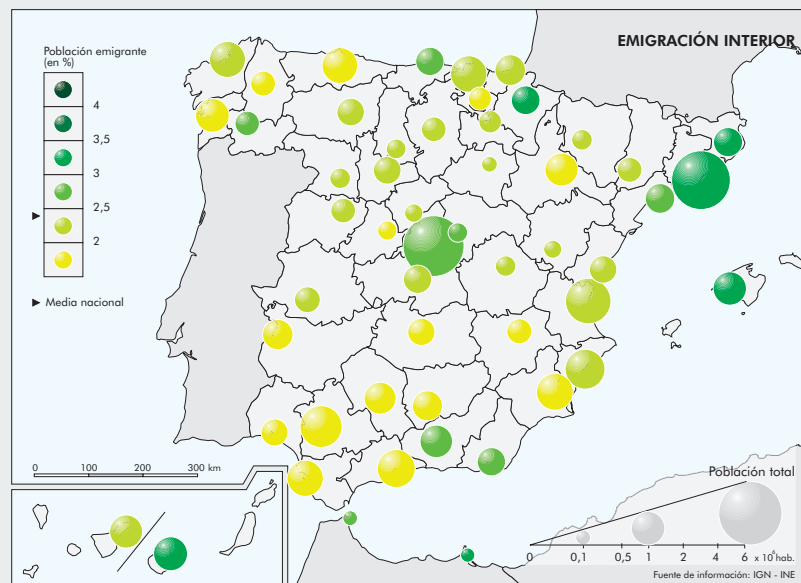 EMIGRACIÓN INTERIOR
Población emigrante
(en %)
4
3,5
3
2,5
2
Media nacional
0 100 200 300 km
Población total
0 0,1 0,5 1 2 4 6 x 10⁶ hab.
Fuente de información: IGN - INE